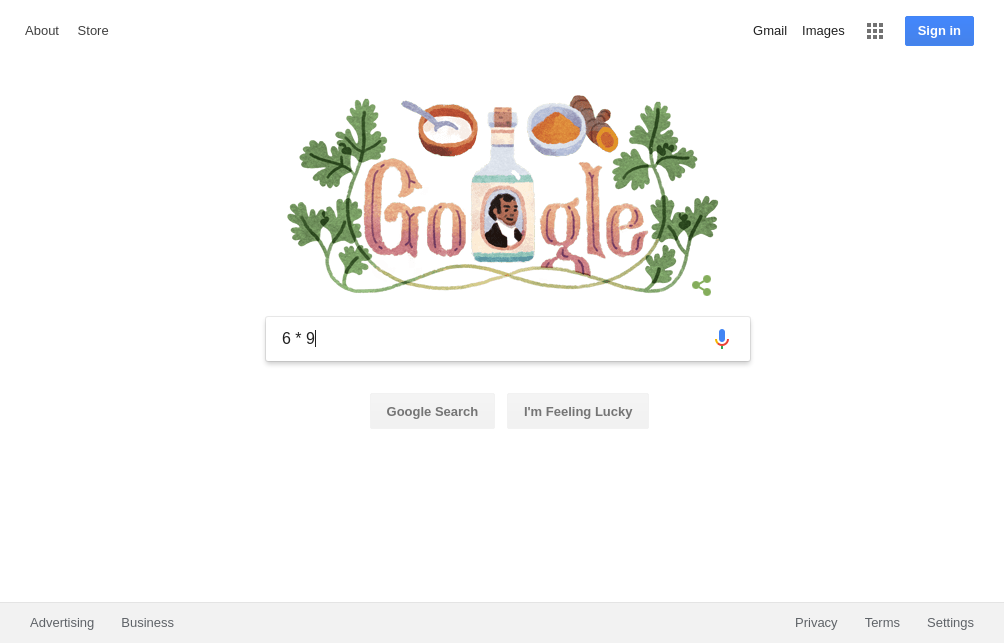 About Store
Gmail Images Sign in
Google
6 * 9
Google Search I'm Feeling Lucky
Advertising Business
Privacy Terms Settings